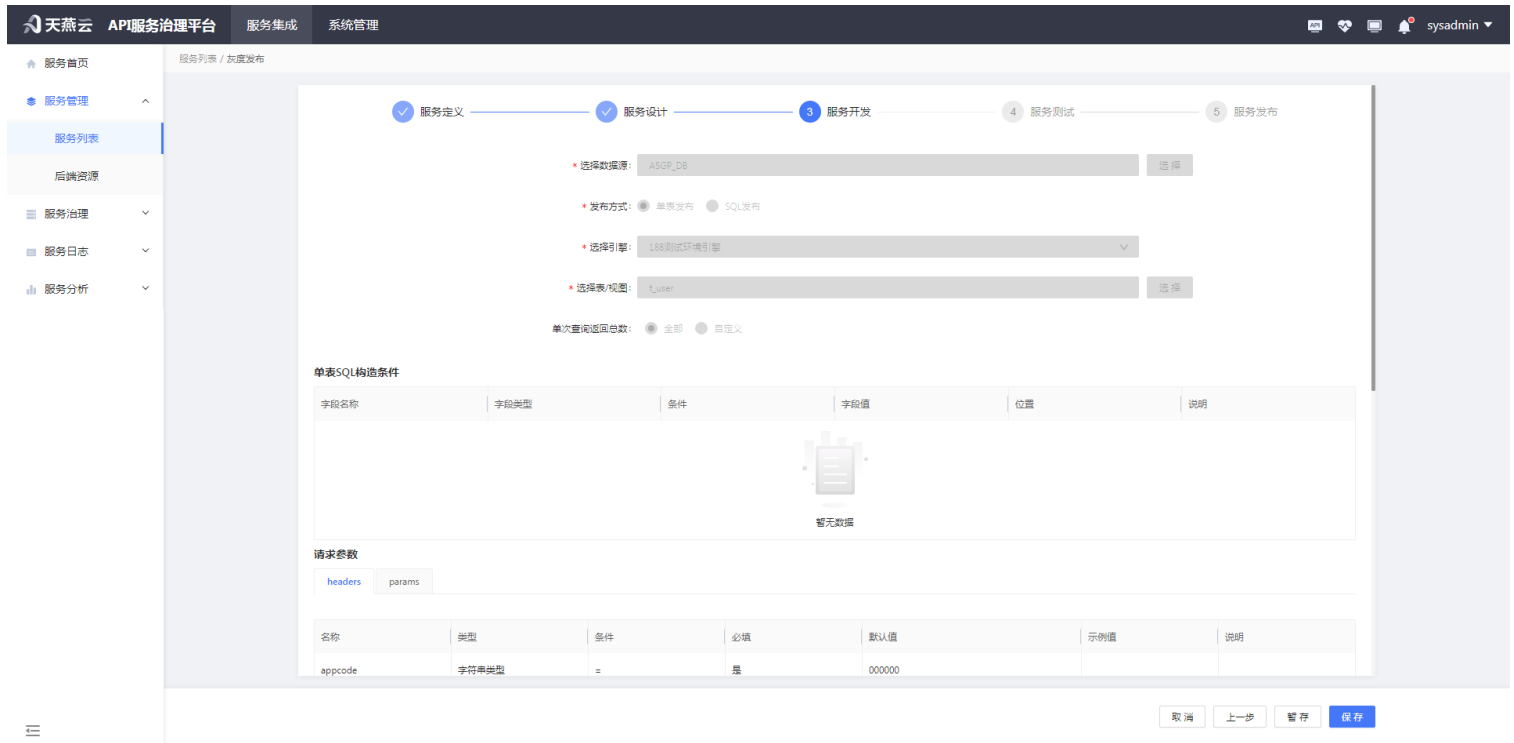 天燕云 API服务治理平台 服务集成 系统管理 API sysadmin
服务首页
服务管理
服务列表
后端资源
服务治理
服务日志
服务分析
服务列表 / 灰度发布
服务定义 服务设计 3 服务开发 4 服务测试 5 服务发布
* 选择数据源: ASGP_DB 选 择
* 发布方式: 单表发布 SQL发布
* 选择引擎: 188测试环境引擎
* 选择表/视图: t_user 选 择
单次查询返回总数: 全部 自定义
单表SQL构造条件
字段名称 字段类型 条件 字段值 位置 说明
暂无数据
请求参数
headers params
名称 类型 条件 必填 默认值 示例值 说明
appcode 字符串类型 = 是 000000
取 消 上一步 暂 存 保 存